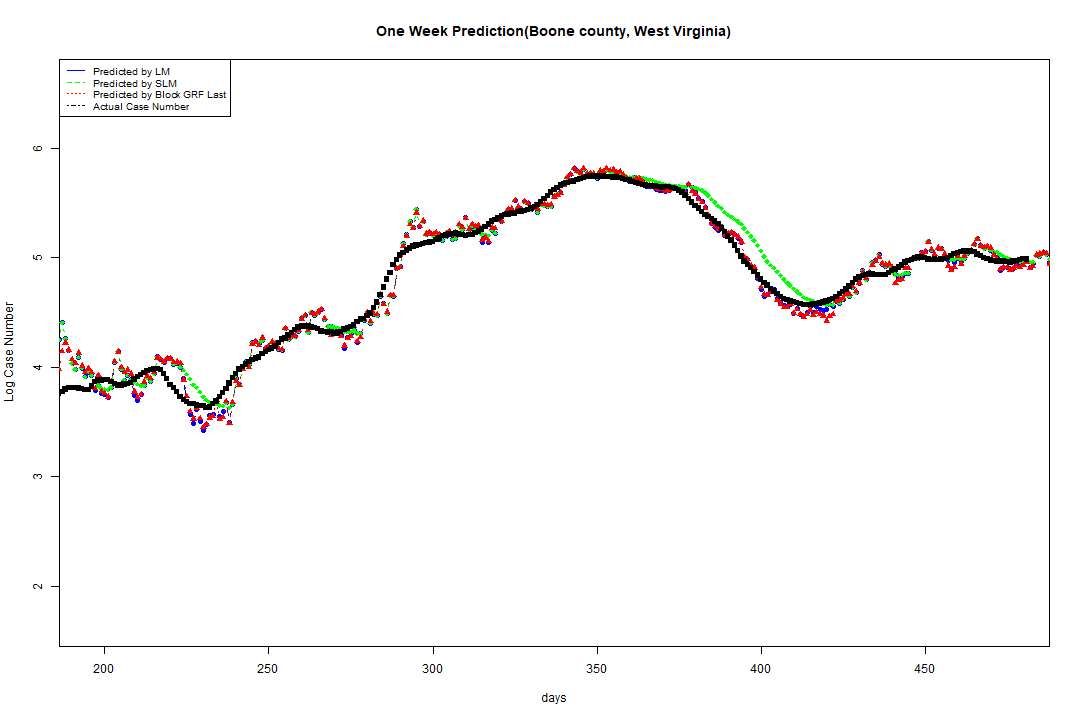 One Week Prediction(Boone county, West Virginia)
Predicted by LM
Predicted by SLM
Predicted by Block GRF Last
Actual Case Number
6
5
4
3
2
Log Case Number
200 250 300 350 400 450
days